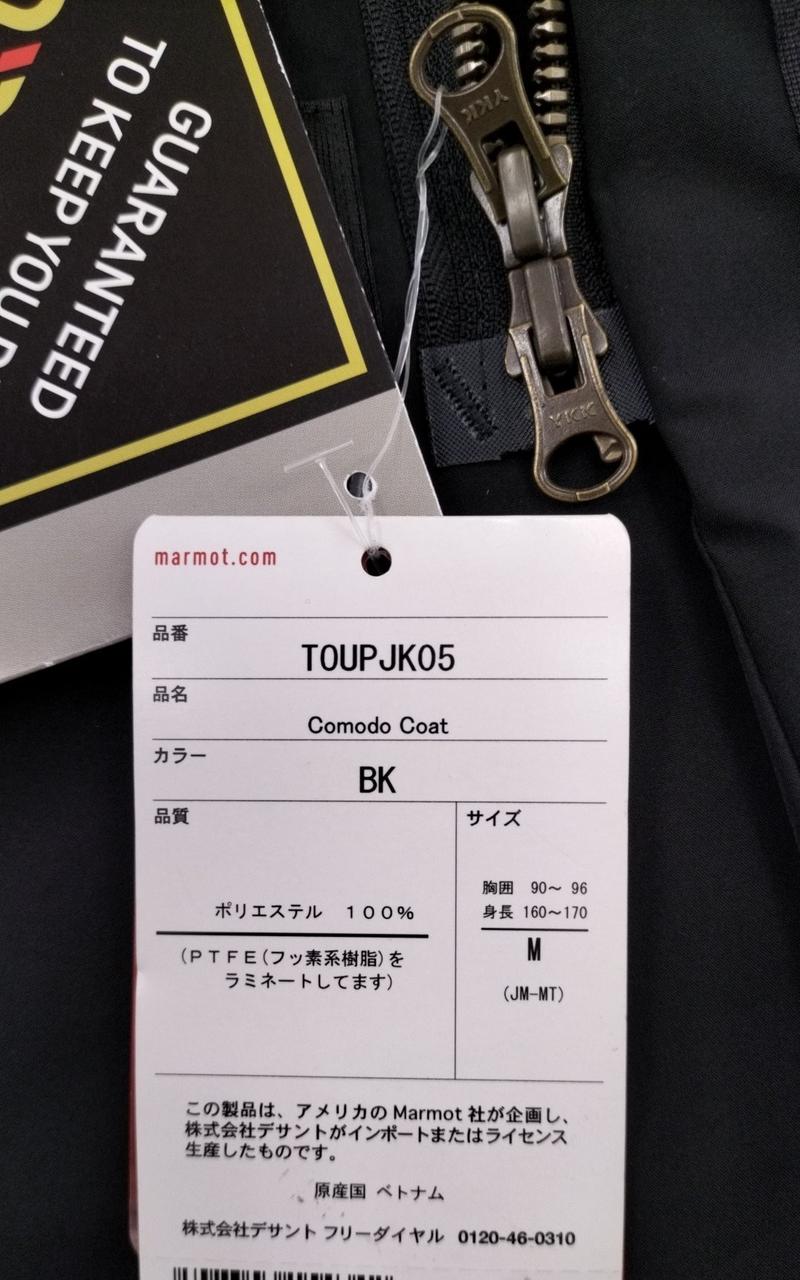 GUARANTEED
TO KEEP YOU D
YKK
YKK
marmot.com
品番
TOUPJK05
品名
Comodo Coat
カラー
BK
品質
ポリエステル 100%
(PTFE(フッ素系樹脂)を
ラミネートしてます)
サイズ
胸囲 90～ 96
身長 160～170
M
(JM-MT)
この製品は、アメリカの Marmot 社が企画し、
株式会社デサントがインポートまたはライセンス
生産したものです。
原産国 ベトナム
株式会社デサント フリーダイヤル 0120-46-0310